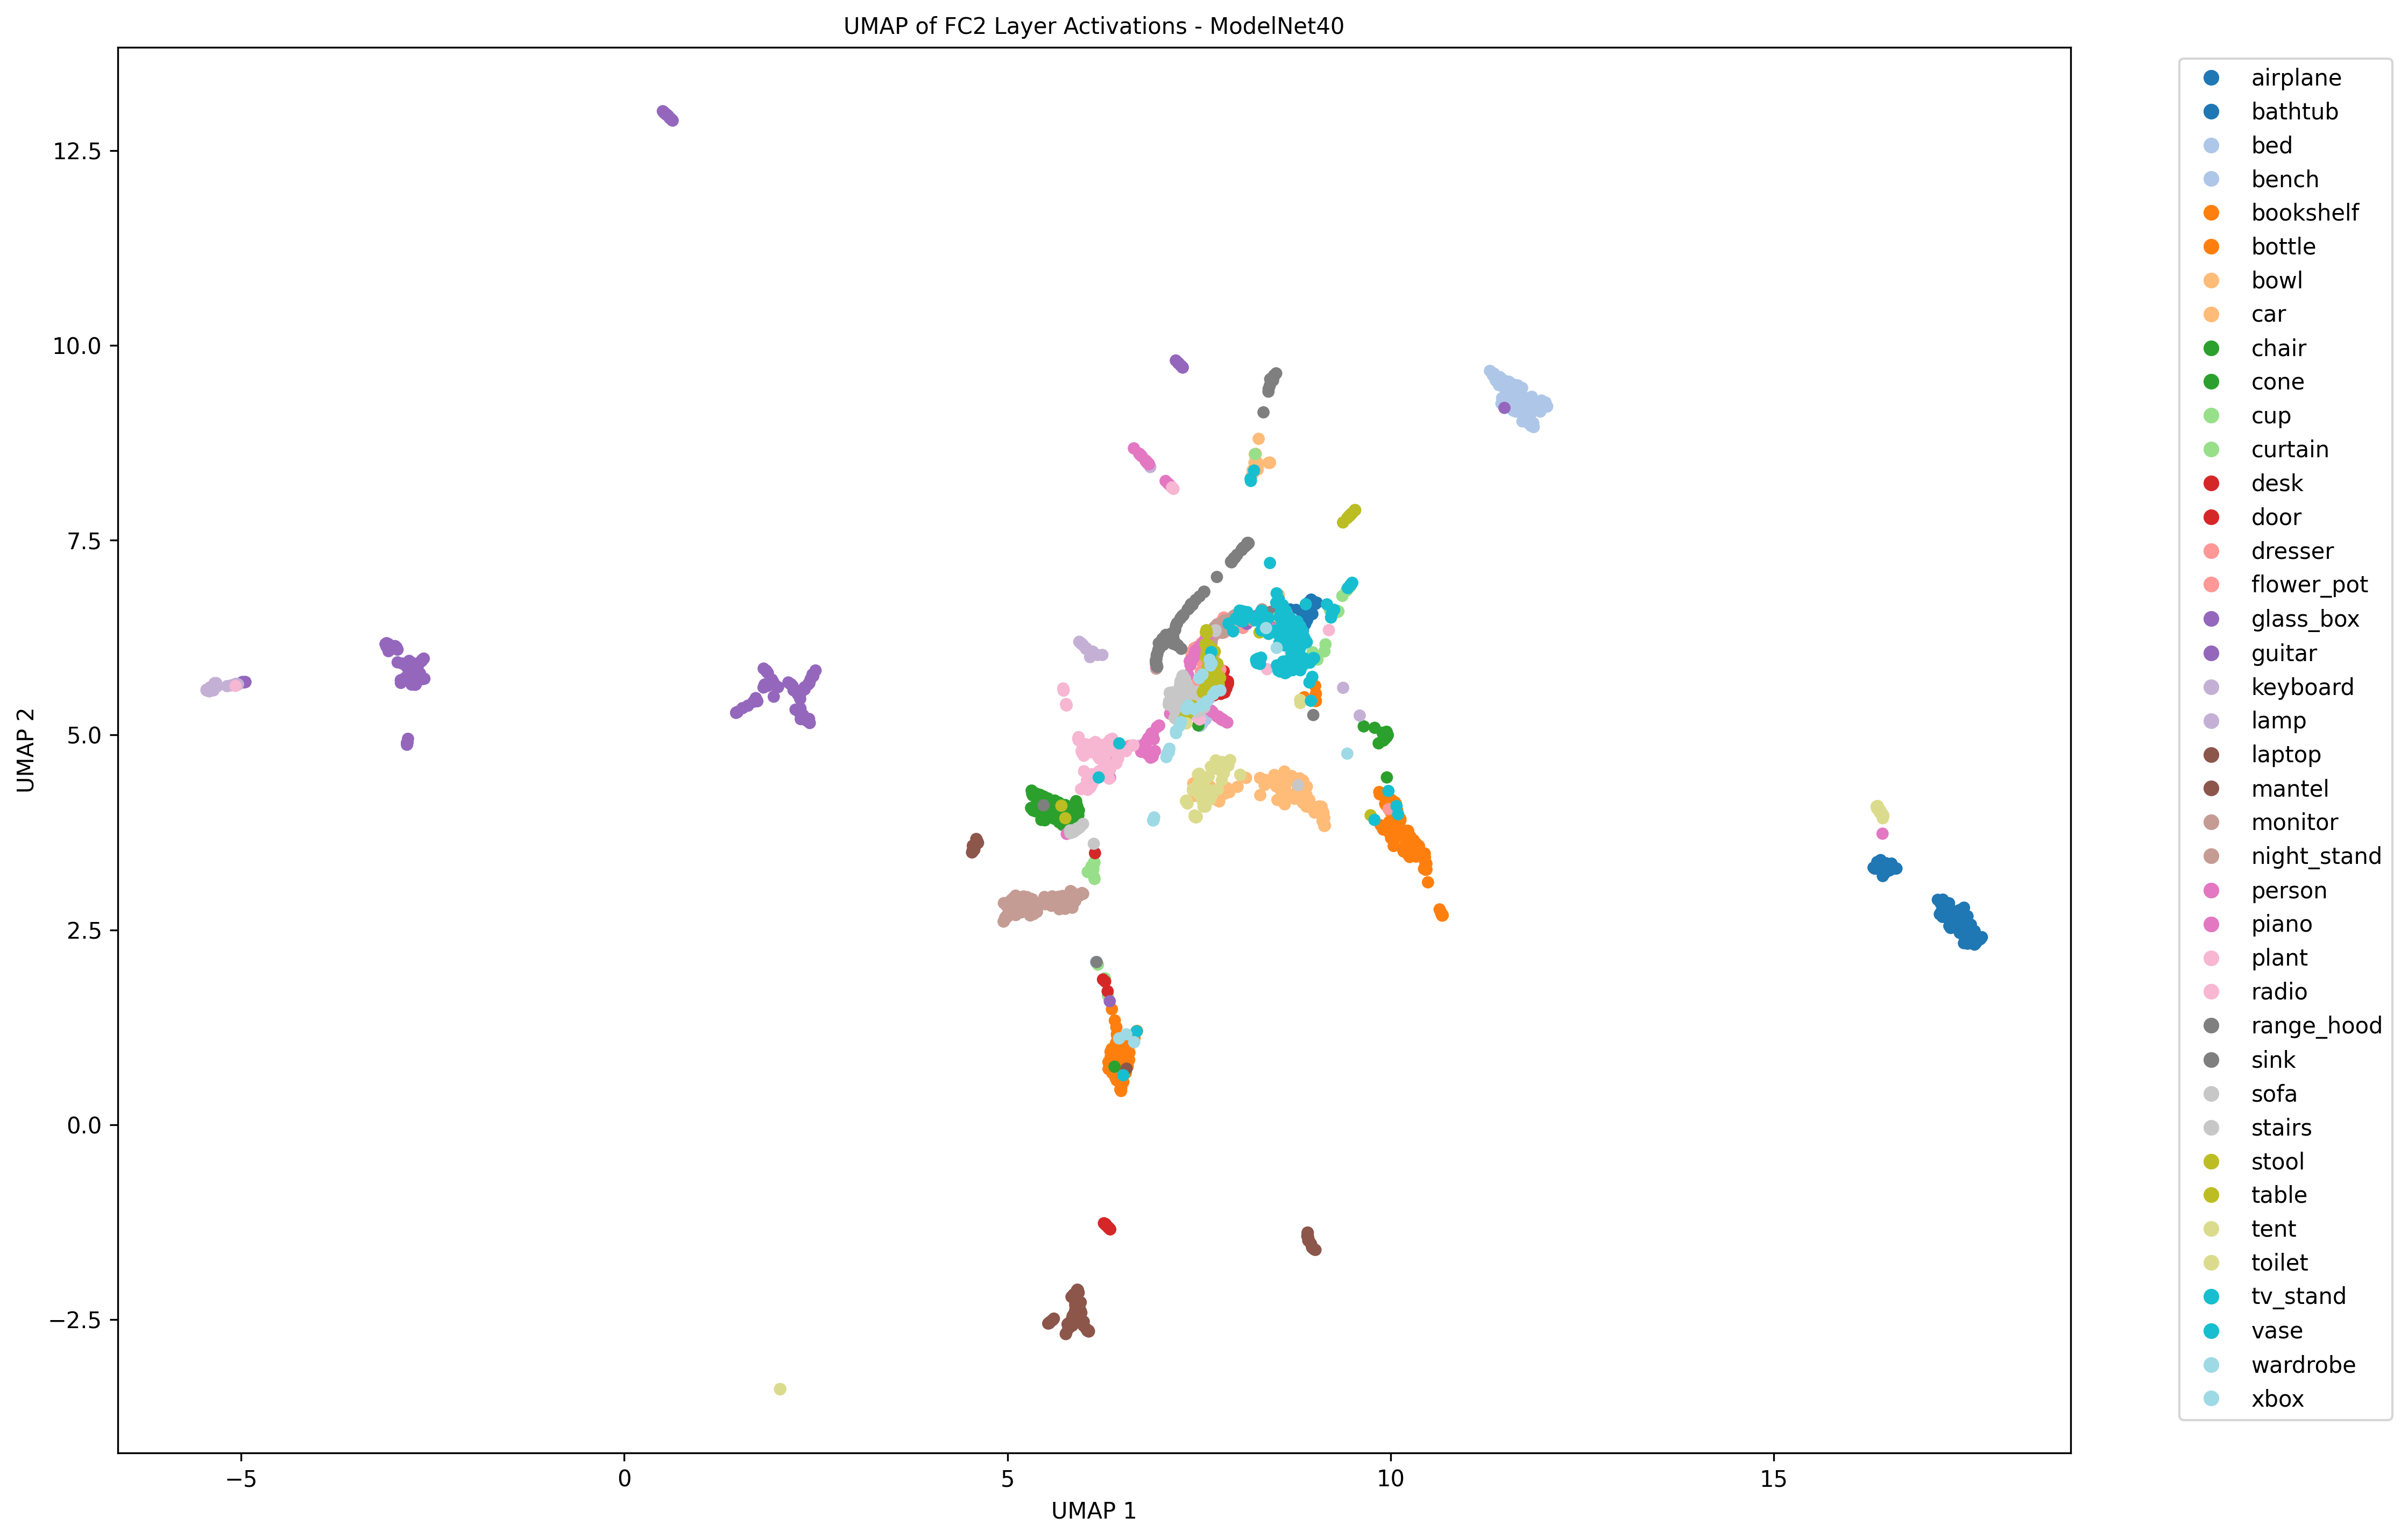 UMAP of FC2 Layer Activations - ModelNet40
12.5
10.0
7.5
5.0
2.5
0.0
−2.5
UMAP 2
−5
0
5
10
15
UMAP 1
airplane
bathtub
bed
bench
bookshelf
bottle
bowl
car
chair
cone
cup
curtain
desk
door
dresser
flower_pot
glass_box
guitar
keyboard
lamp
laptop
mantel
monitor
night_stand
person
piano
plant
radio
range_hood
sink
sofa
stairs
stool
table
tent
toilet
tv_stand
vase
wardrobe
xbox